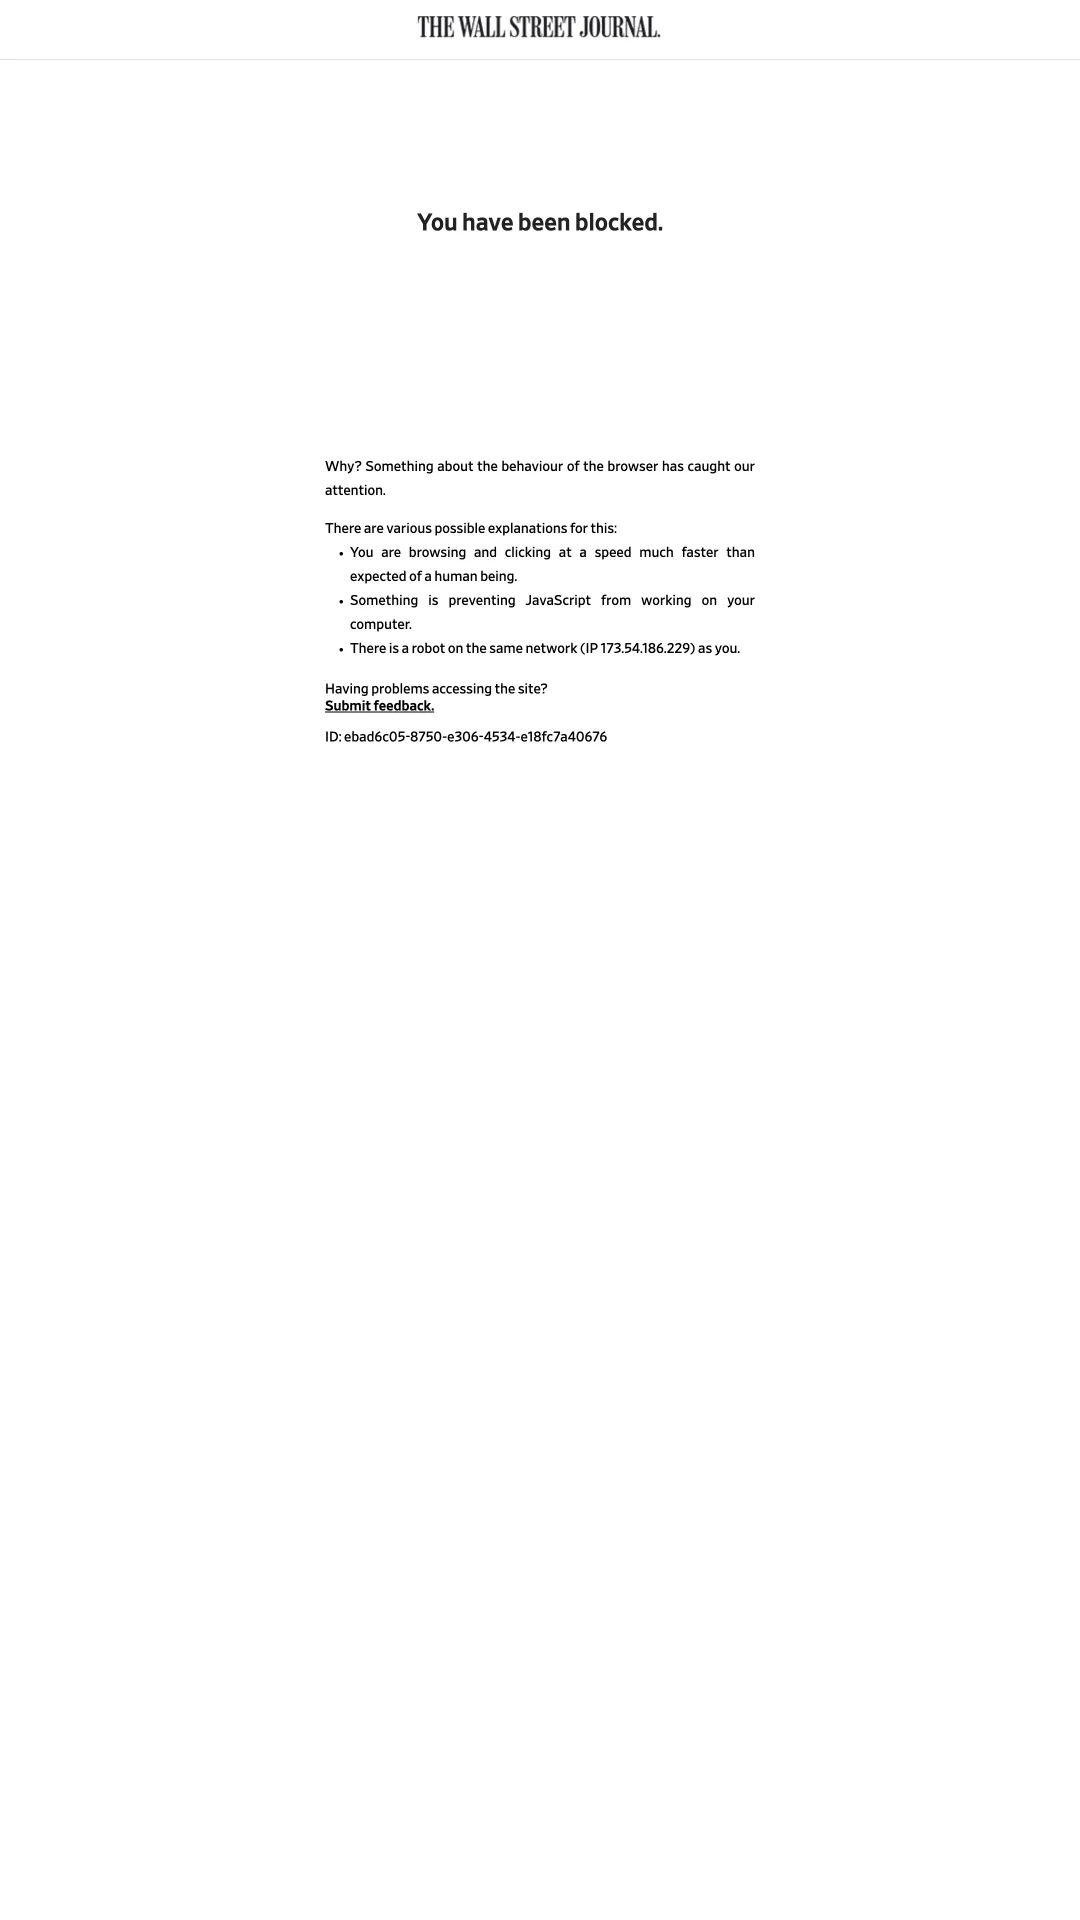 THE WALL STREET JOURNAL.
You have been blocked.
Why? Something about the behaviour of the browser has caught our
attention.
There are various possible explanations for this:
• You are browsing and clicking at a speed much faster than
expected of a human being.
• Something is preventing JavaScript from working on your
computer.
• There is a robot on the same network (IP 173.54.186.229) as you.
Having problems accessing the site?
Submit feedback.
ID: ebad6c05-8750-e306-4534-e18fc7a40676